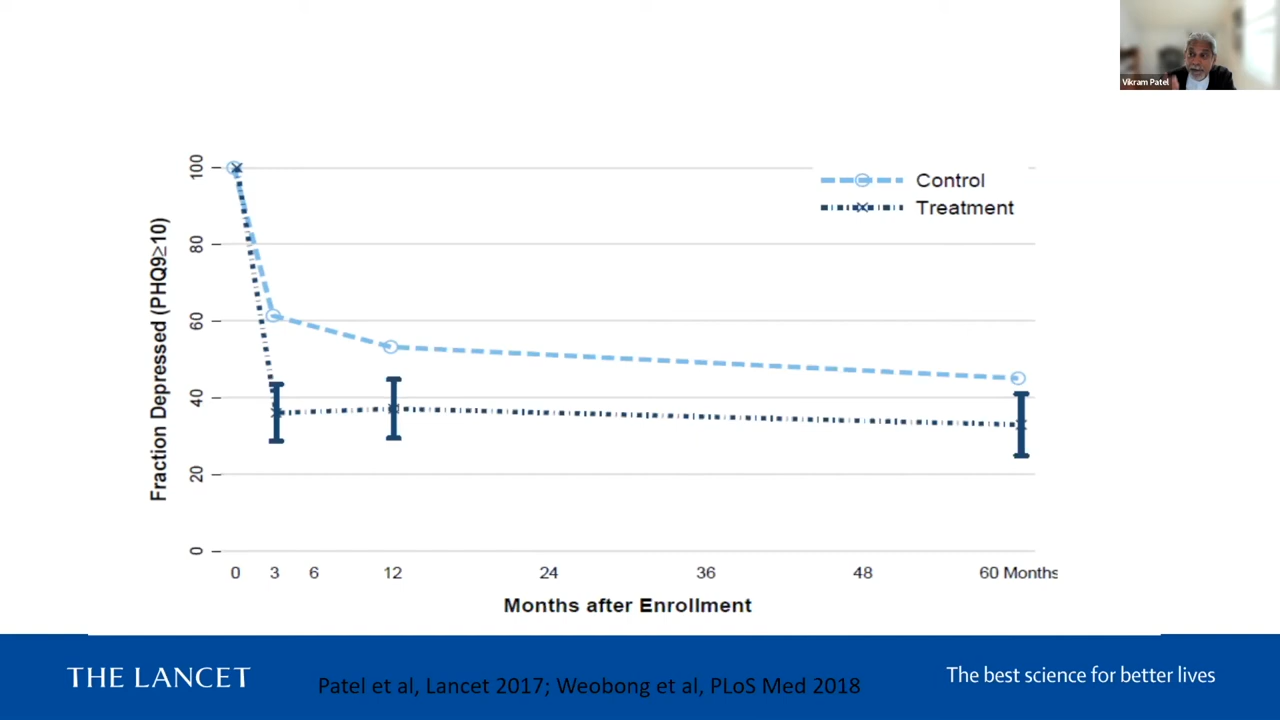 Vikram Patel
Control
Treatment
Fraction Depressed (PHQ9≥10)
100
80
60
40
20
0
0 3 6 12 24 36 48 60 Months
Months after Enrollment
THE LANCET
Patel et al, Lancet 2017; Weobong et al, PLoS Med 2018
The best science for better lives